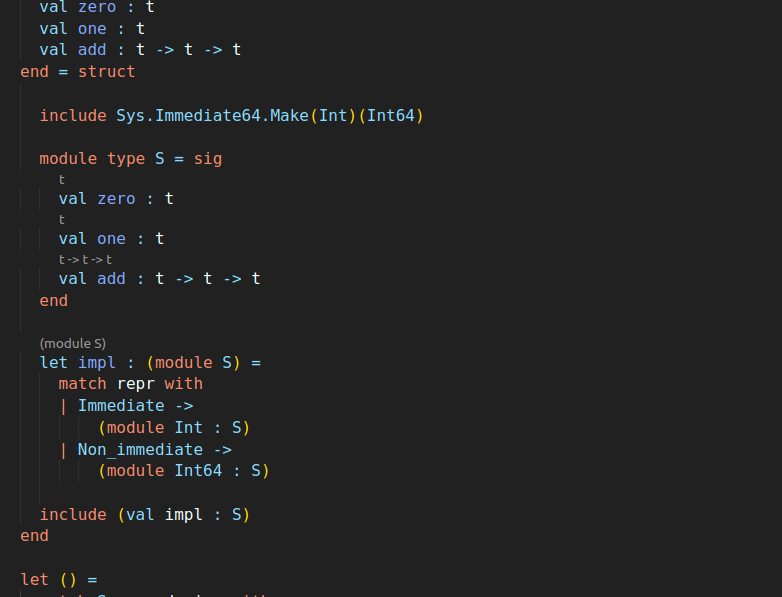 val zero : t
val one : t
val add : t -> t -> t
end = struct
include Sys.Immediate64.Make(Int)(Int64)
module type S = sig
t
val zero : t
t
val one : t
t -> t -> t
val add : t -> t -> t
end
(module S)
let impl : (module S) =
match repr with
| Immediate ->
(module Int : S)
| Non_immediate ->
(module Int64 : S)
include (val impl : S)
end
let () =